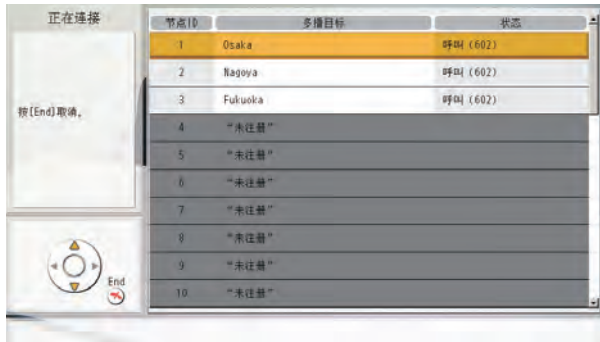 正在连接
按[End]取消。
End
节点ID 多播目标 状态
1 Osaka 呼叫 (602)
2 Nagoya 呼叫 (602)
3 Fukuoka 呼叫 (602)
4 “未注册”
5 “未注册”
6 “未注册”
7 “未注册”
8 “未注册”
9 “未注册”
10 “未注册”